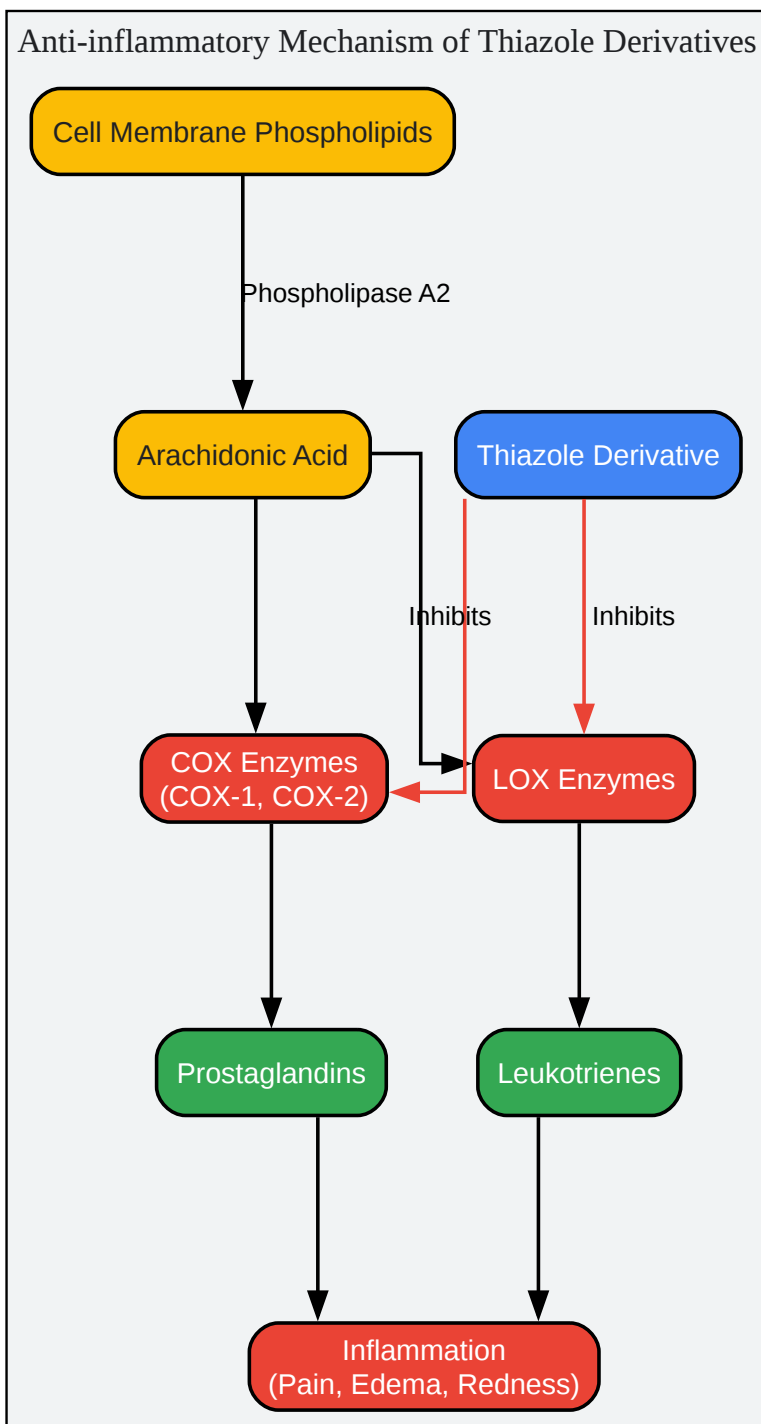 Anti-inflammatory Mechanism of Thiazole Derivatives
Cell Membrane Phospholipids
Phospholipase A2
Arachidonic Acid
Thiazole Derivative
Inhibits
Inhibits
COX Enzymes
(COX-1, COX-2)
LOX Enzymes
Prostaglandins
Leukotrienes
Inflammation
(Pain, Edema, Redness)